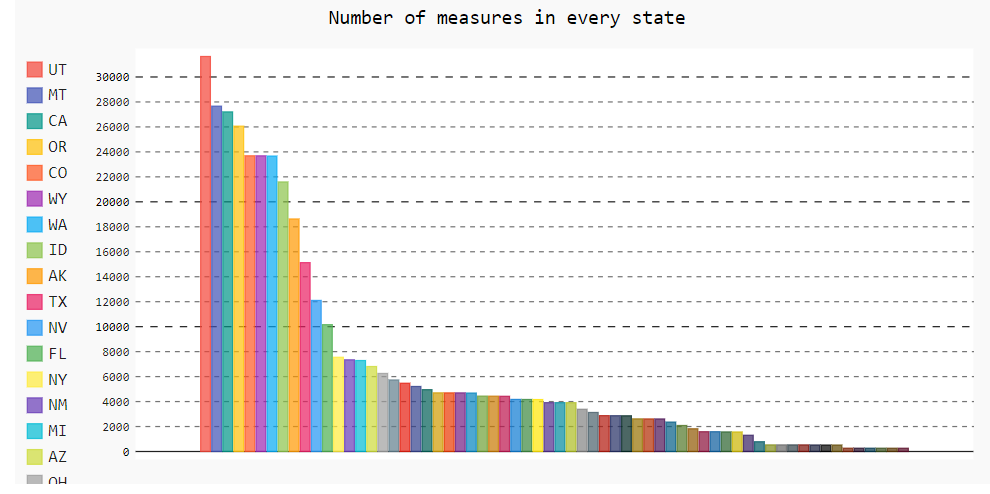 Number of measures in every state
UT
MT
CA
OR
CO
WY
WA
ID
AK
TX
NV
FL
NY
NM
MI
AZ
OH
30000
28000
26000
24000
22000
20000
18000
16000
14000
12000
10000
8000
6000
4000
2000
0